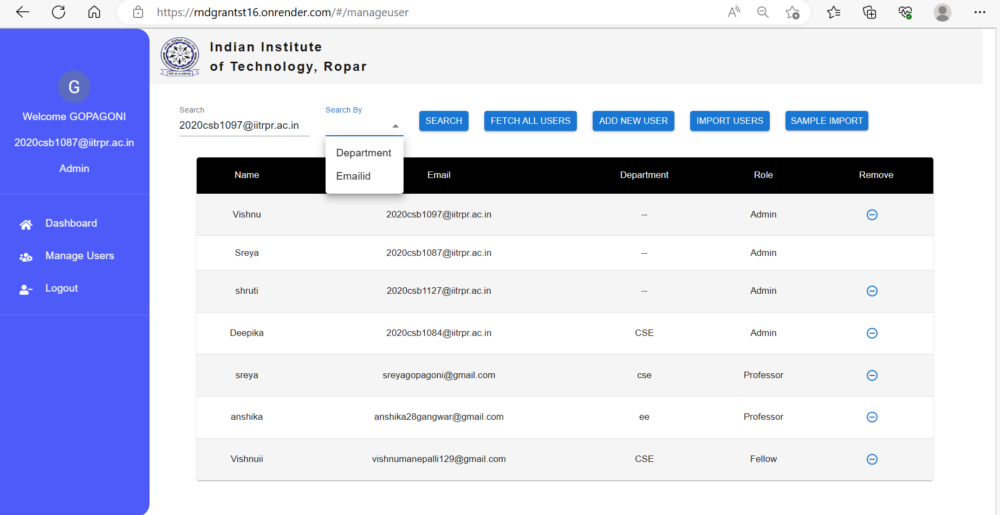 https://rndgrantst16.onrender.com/#/manageuser
Indian Institute
of Technology, Ropar
G
Welcome GOPAGONI
2020csb1087@iitrpr.ac.in
Admin
Dashboard
Manage Users
Logout
Search
2020csb1097@iitrpr.ac.in
Search By
Department
Emailid
SEARCH
FETCH ALL USERS
ADD NEW USER
IMPORT USERS
SAMPLE IMPORT
Name Email Department Role Remove
Vishnu 2020csb1097@iitrpr.ac.in -- Admin
Sreya 2020csb1087@iitrpr.ac.in -- Admin
shruti 2020csb1127@iitrpr.ac.in -- Admin
Deepika 2020csb1084@iitrpr.ac.in CSE Admin
sreya sreyagopagoni@gmail.com cse Professor
anshika anshika28gangwar@gmail.com ee Professor
Vishnuii vishnumanepalli129@gmail.com CSE Fellow